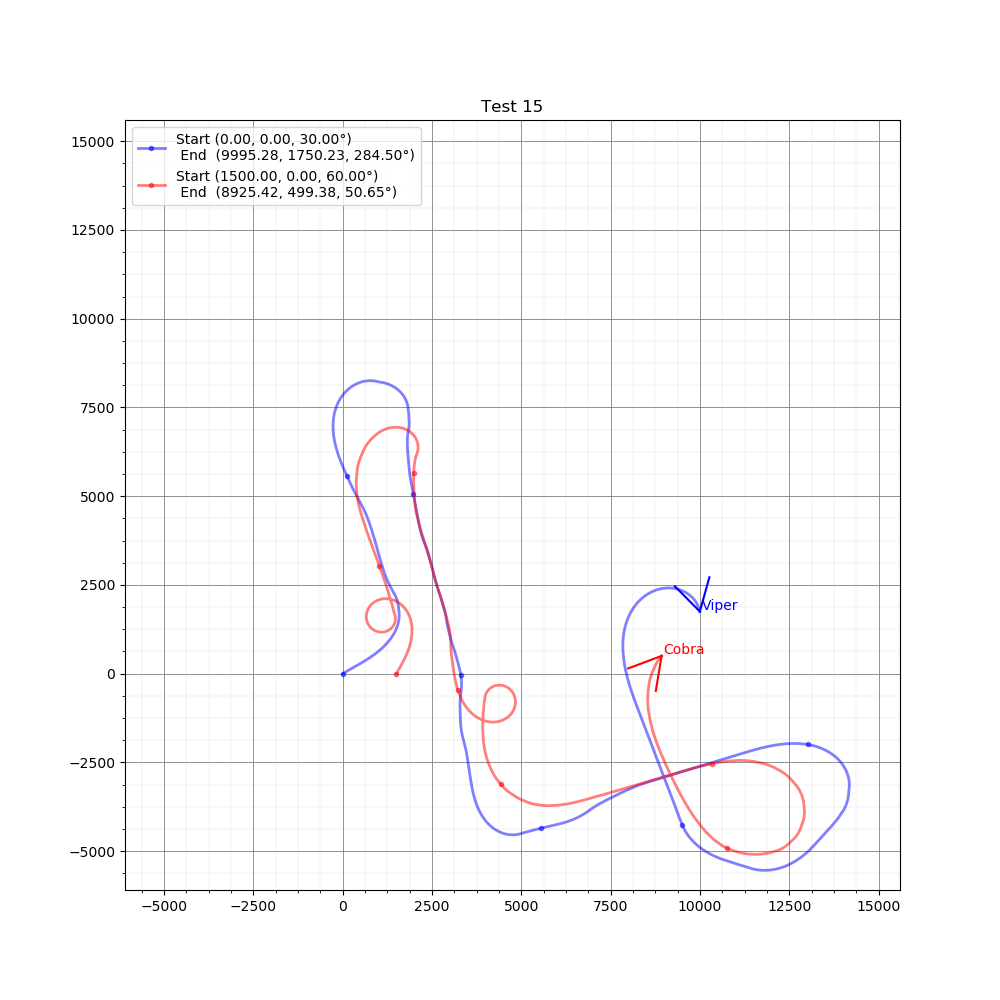 Test 15
Start (0.00, 0.00, 30.00°)
End (9995.28, 1750.23, 284.50°)
Start (1500.00, 0.00, 60.00°)
End (8925.42, 499.38, 50.65°)
15000
12500
10000
7500
5000
2500
0
−2500
−5000
Viper
Cobra
−5000 −2500 0 2500 5000 7500 10000 12500 15000